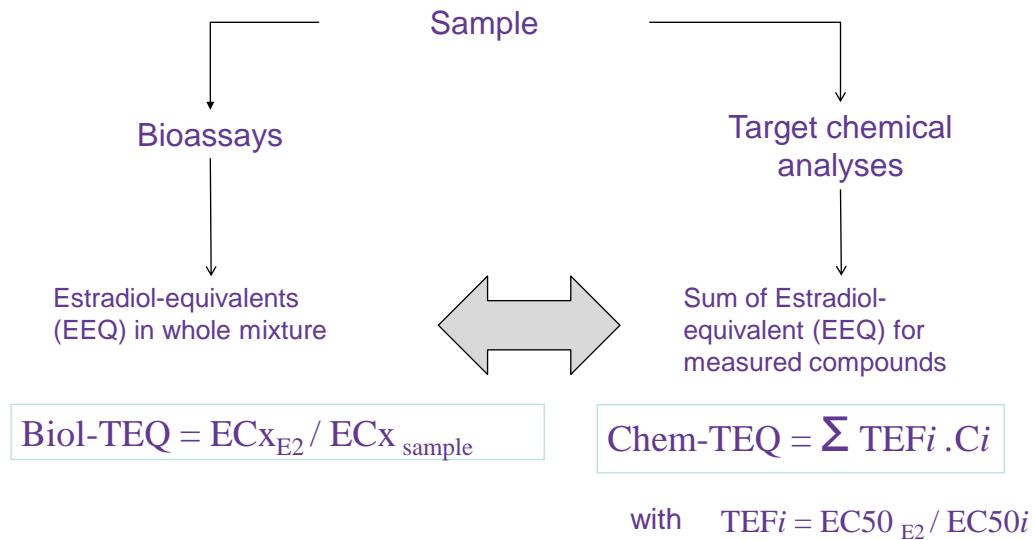 Sample
Bioassays
Target chemical
analyses
Estradiol-equivalents
(EEQ) in whole mixture
Sum of Estradiol-
equivalent (EEQ) for
measured compounds
Biol-TEQ = ECx E2 / ECx sample
Chem-TEQ = Σ TEFi .Ci
with TEFi = EC50 E2 / EC50i